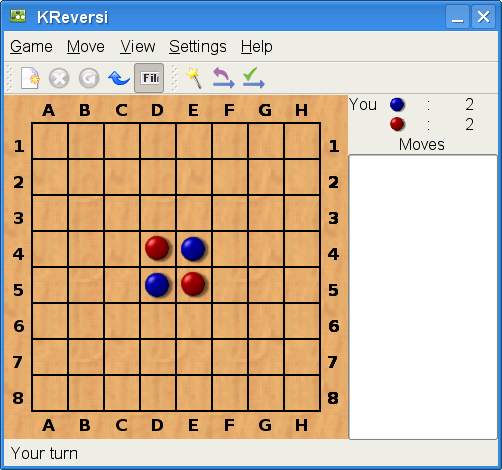 KReversi
Game Move View Settings Help
A B C D E F G H
You : 2
: 2
Moves
1 1
2 2
3 3
4 4
5 5
6 6
7 7
8 8
A B C D E F G H
Your turn